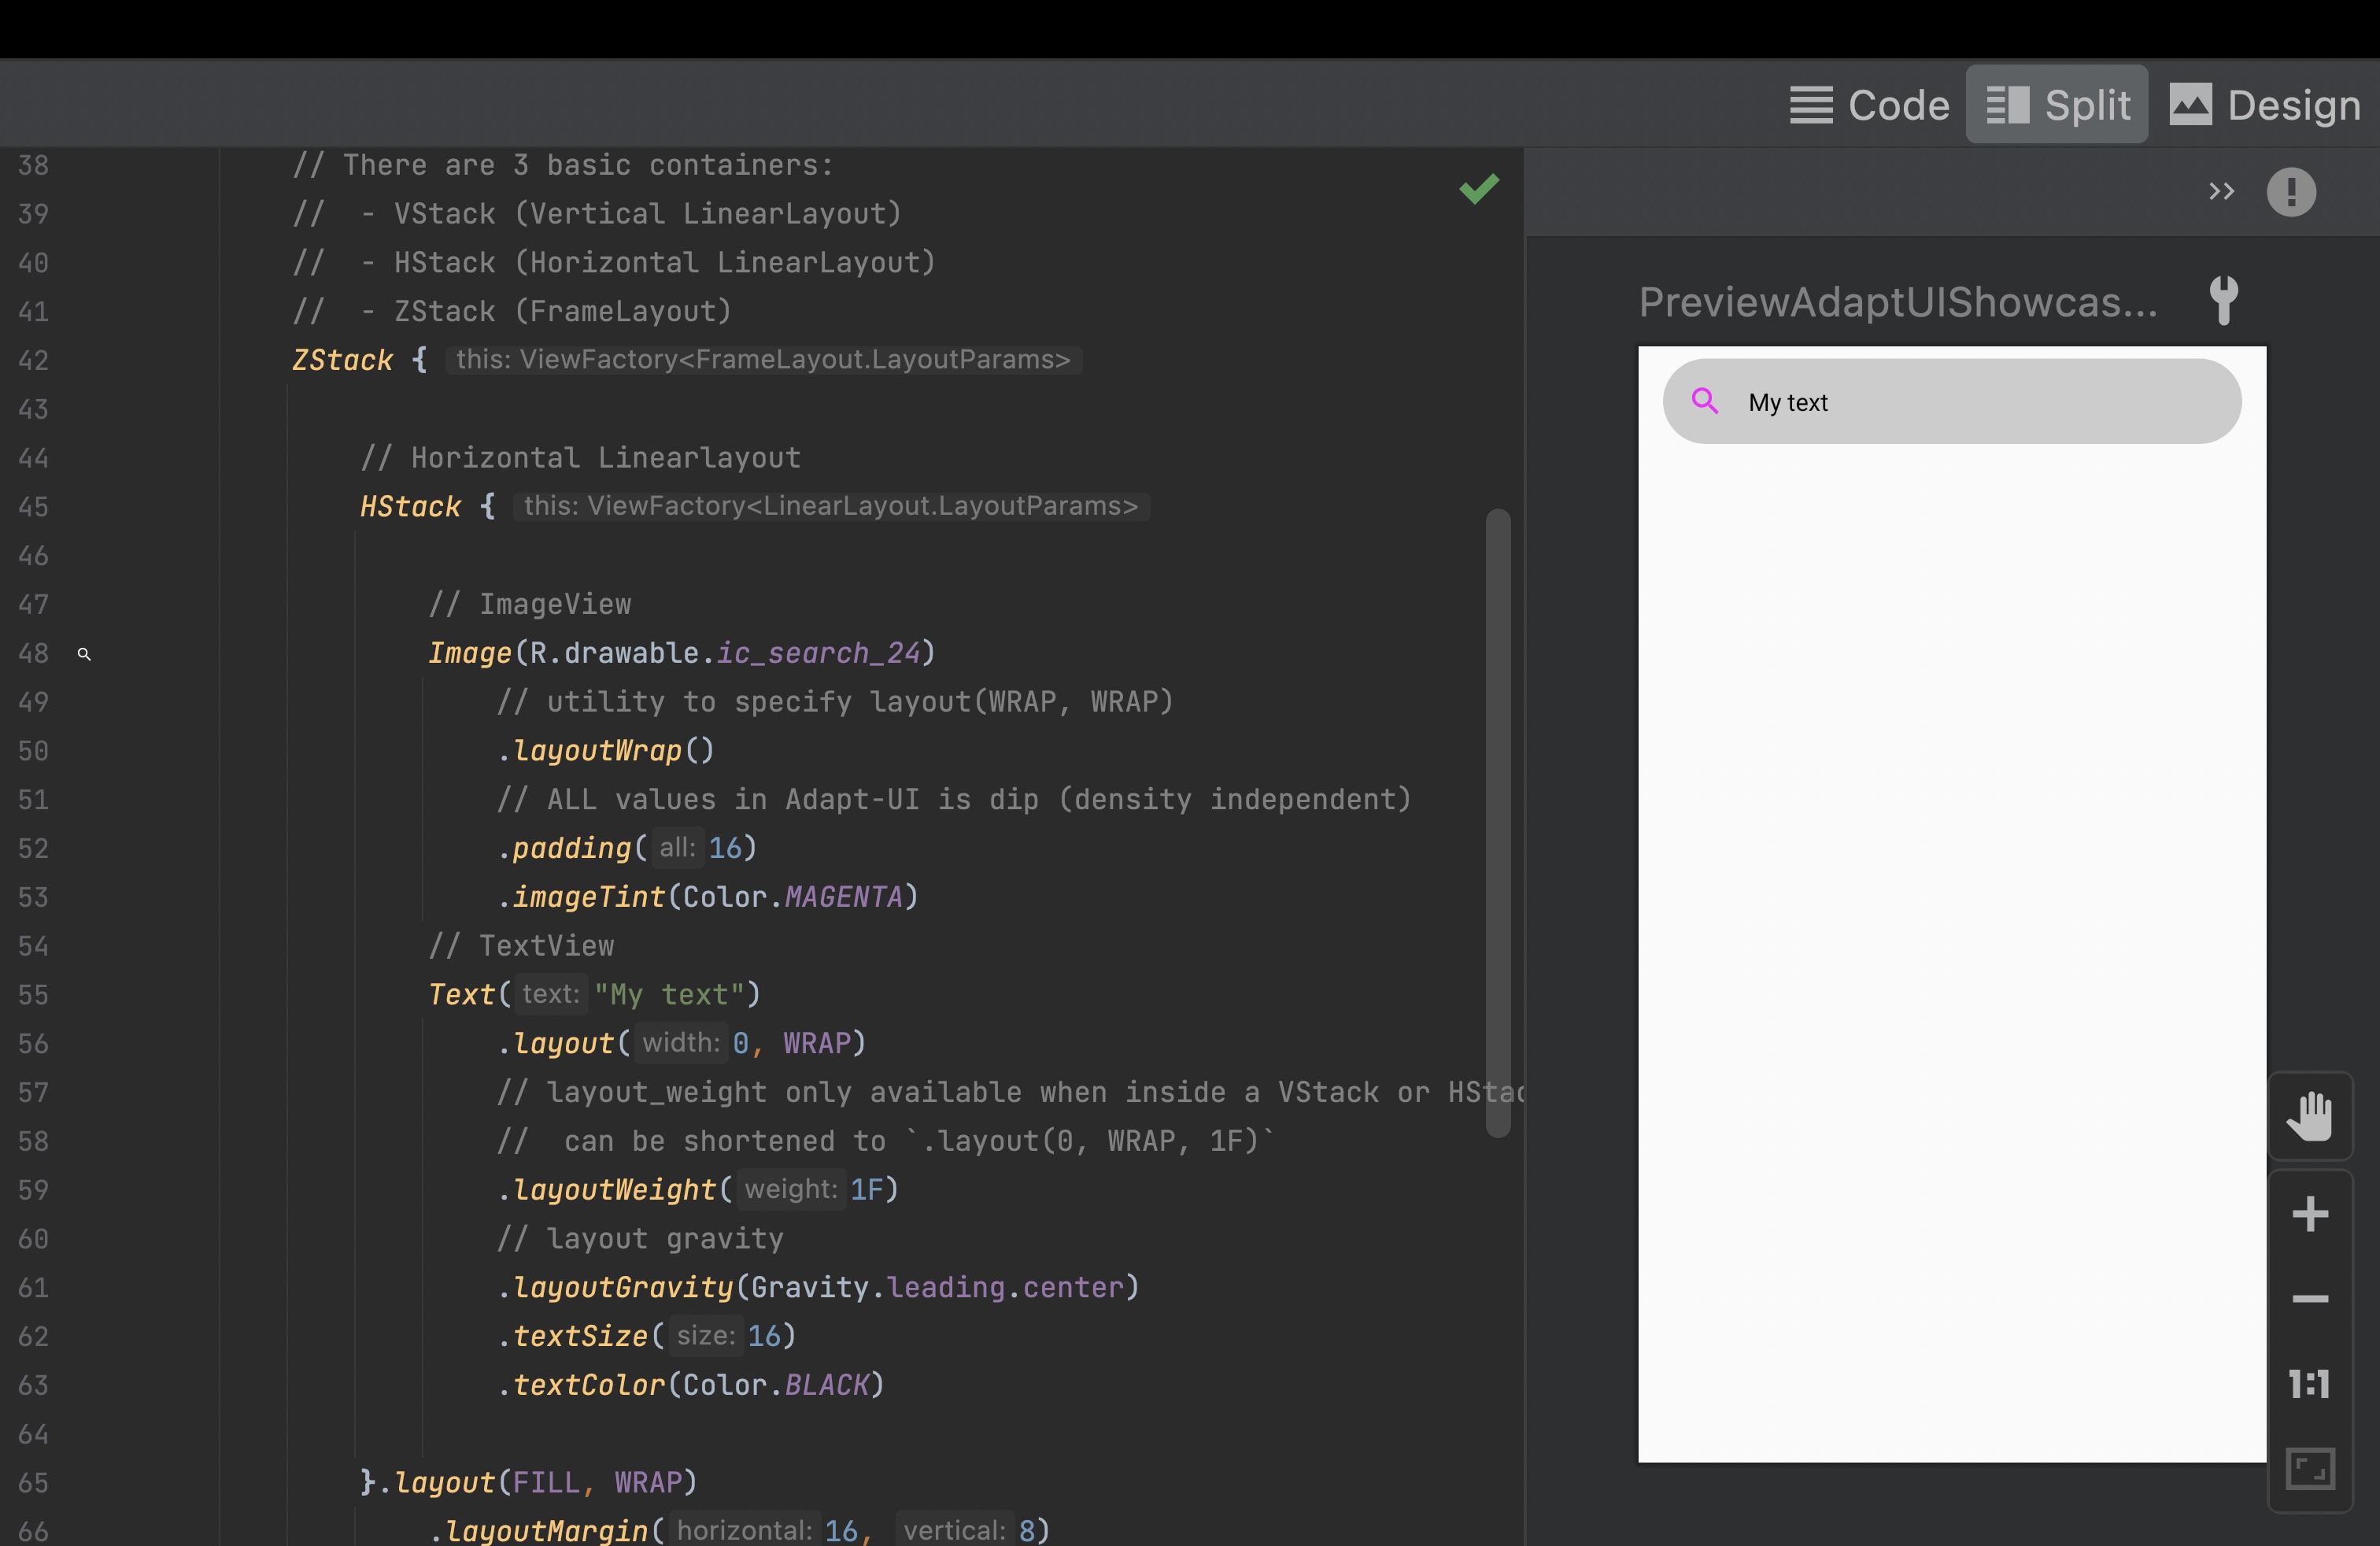 Code Split Design
38 // There are 3 basic containers:
39 //  - VStack (Vertical LinearLayout)
40 //  - HStack (Horizontal LinearLayout)
41 //  - ZStack (FrameLayout)
42 ZStack { this: ViewFactory<FrameLayout.LayoutParams>
43
44 // Horizontal Linearlayout
45 HStack { this: ViewFactory<LinearLayout.LayoutParams>
46
47 // ImageView
48 Image(R.drawable.ic_search_24)
49 // utility to specify layout(WRAP, WRAP)
50 .layoutWrap()
51 // ALL values in Adapt-UI is dip (density independent)
52 .padding( all: 16)
53 .imageTint(Color.MAGENTA)
54 // TextView
55 Text( text: "My text")
56 .layout( width: 0, WRAP)
57 // layout_weight only available when inside a VStack or HStac
58 //  can be shortened to `.layout(0, WRAP, 1F)`
59 .layoutWeight( weight: 1F)
60 // layout gravity
61 .layoutGravity(Gravity.leading.center)
62 .textSize( size: 16)
63 .textColor(Color.BLACK)
64
65 }.layout(FILL, WRAP)
66 .layoutMargin( horizontal: 16, vertical: 8)
PreviewAdaptUIShowcas...
My text
1:1